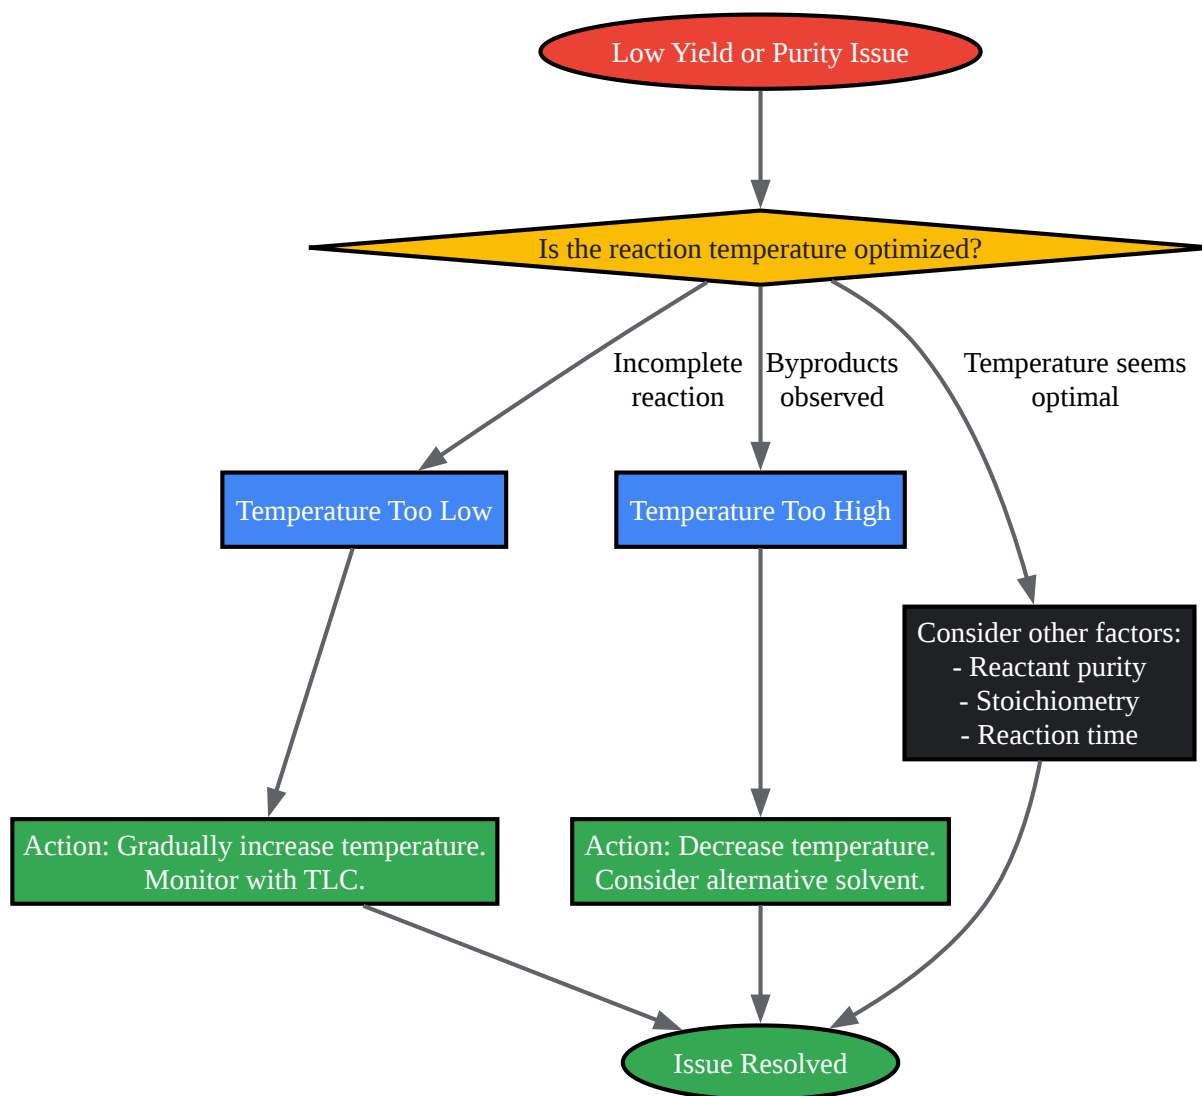 Low Yield or Purity Issue
Is the reaction temperature optimized?
Incomplete
reaction
Byproducts
observed
Temperature seems
optimal
Temperature Too Low
Temperature Too High
Consider other factors:
- Reactant purity
- Stoichiometry
- Reaction time
Action: Gradually increase temperature.
Monitor with TLC.
Action: Decrease temperature.
Consider alternative solvent.
Issue Resolved